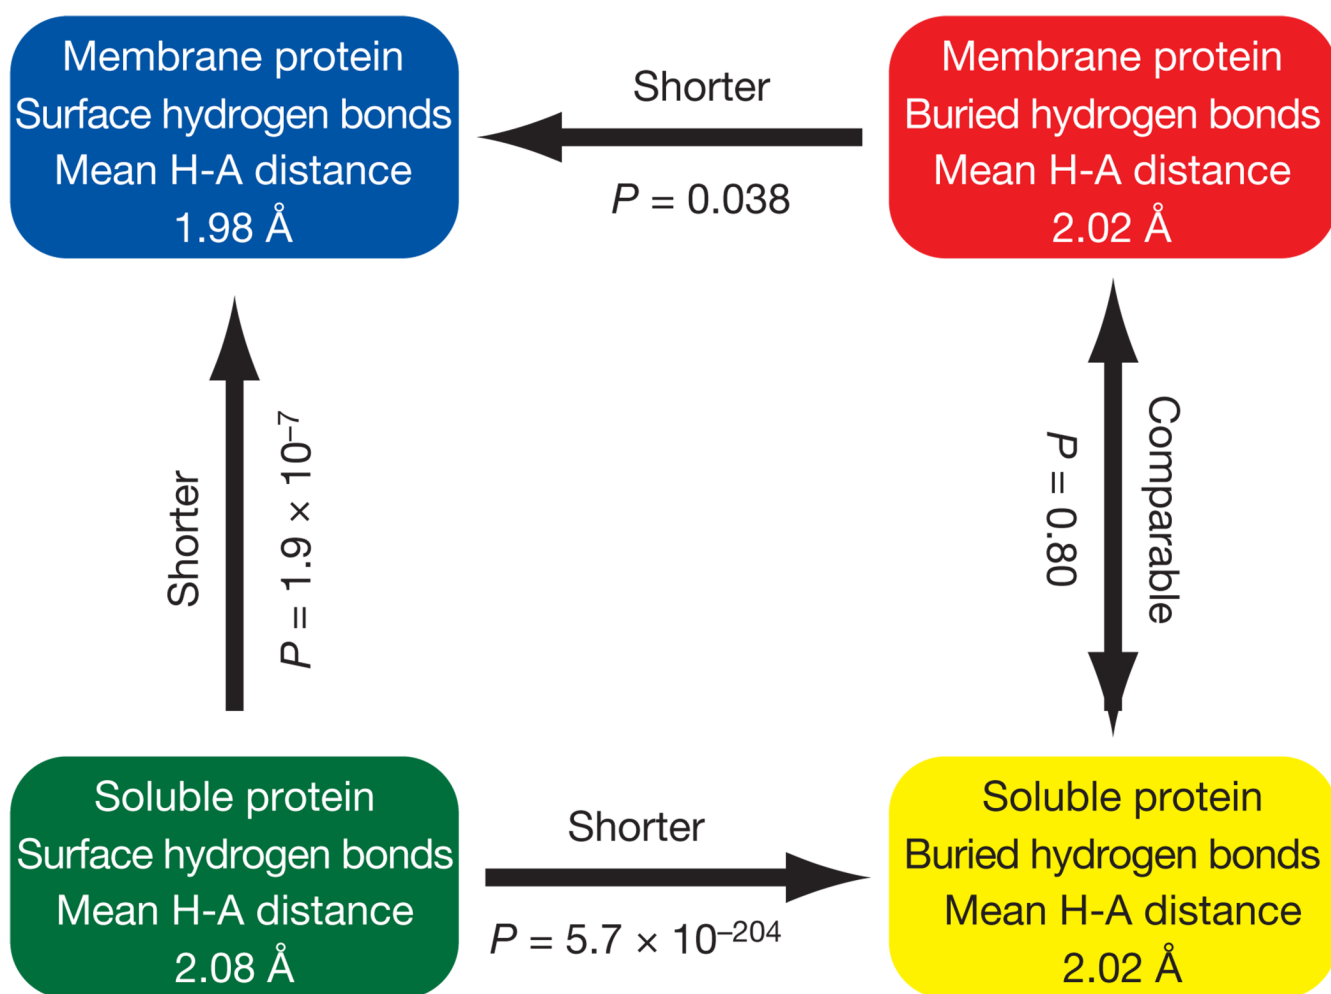 Membrane protein
Surface hydrogen bonds
Mean H-A distance
1.98 Å
Shorter
P = 0.038
Membrane protein
Buried hydrogen bonds
Mean H-A distance
2.02 Å
Shorter
P = 1.9 × 10⁻⁷
Comparable
P = 0.80
Soluble protein
Surface hydrogen bonds
Mean H-A distance
2.08 Å
Shorter
P = 5.7 × 10⁻²⁰⁴
Soluble protein
Buried hydrogen bonds
Mean H-A distance
2.02 Å